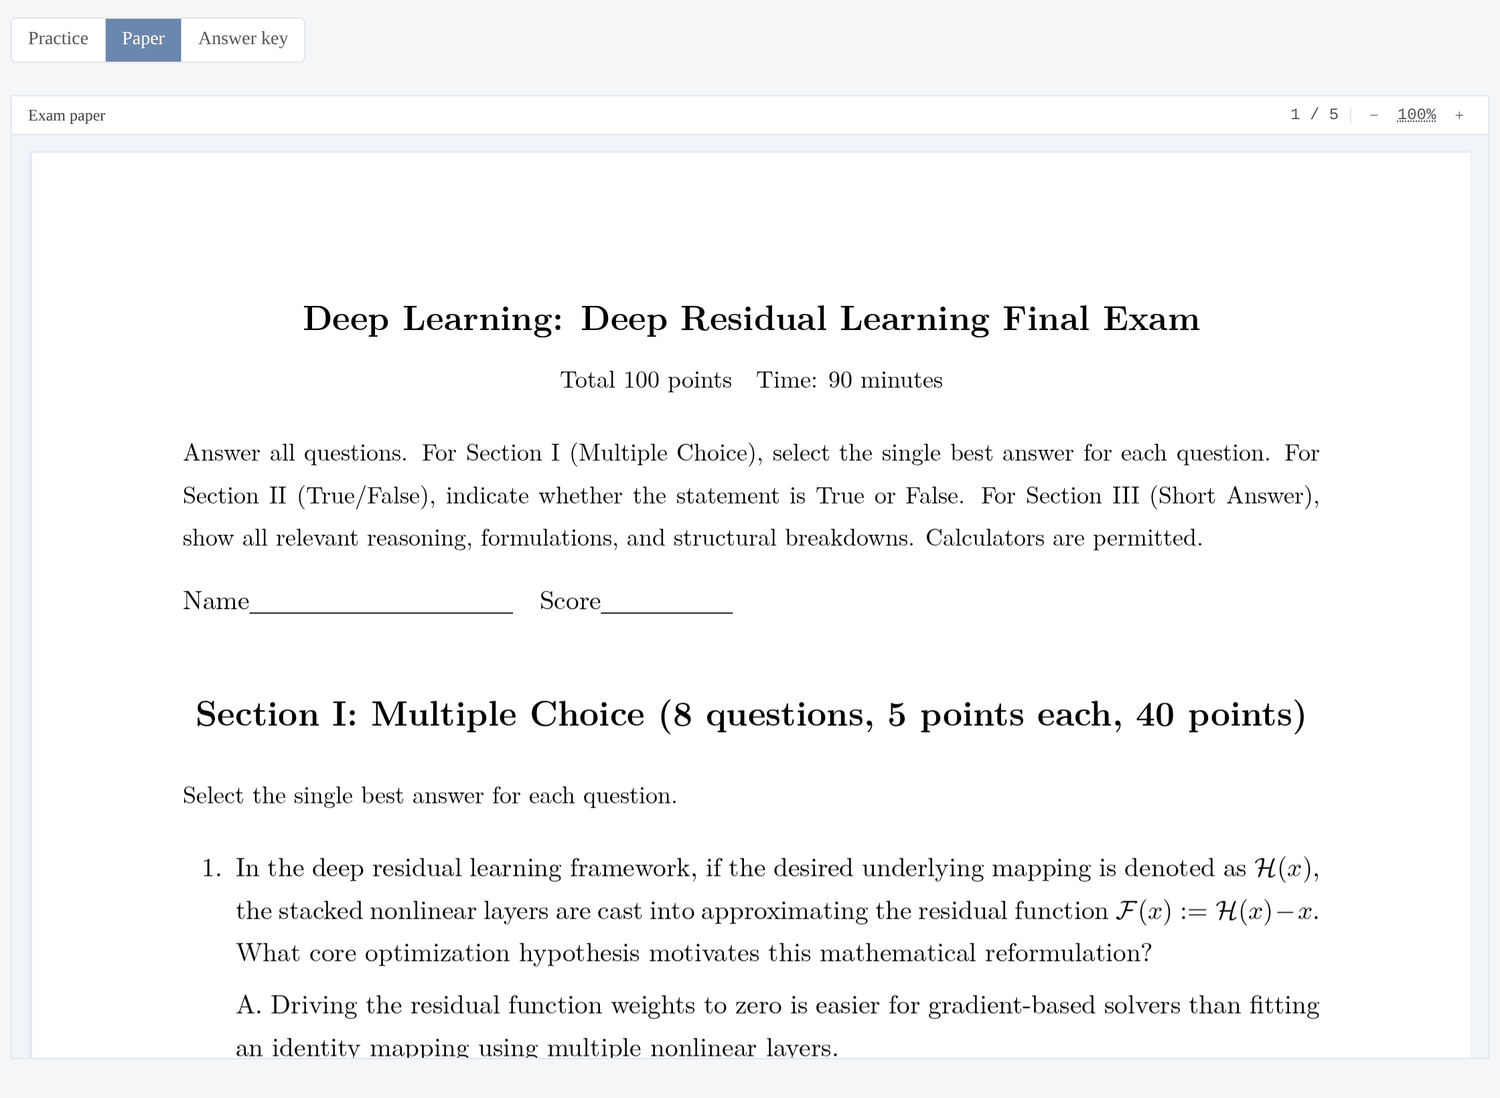 Practice Paper Answer key
Exam paper 1 / 5 − 100% +
Deep Learning: Deep Residual Learning Final Exam
Total 100 points Time: 90 minutes
Answer all questions. For Section I (Multiple Choice), select the single best answer for each question. For
Section II (True/False), indicate whether the statement is True or False. For Section III (Short Answer),
show all relevant reasoning, formulations, and structural breakdowns. Calculators are permitted.
Name Score
Section I: Multiple Choice (8 questions, 5 points each, 40 points)
Select the single best answer for each question.
1. In the deep residual learning framework, if the desired underlying mapping is denoted as ℋ(x),
the stacked nonlinear layers are cast into approximating the residual function ℱ(x) := ℋ(x) − x.
What core optimization hypothesis motivates this mathematical reformulation?
A. Driving the residual function weights to zero is easier for gradient-based solvers than fitting
an identity mapping using multiple nonlinear layers.